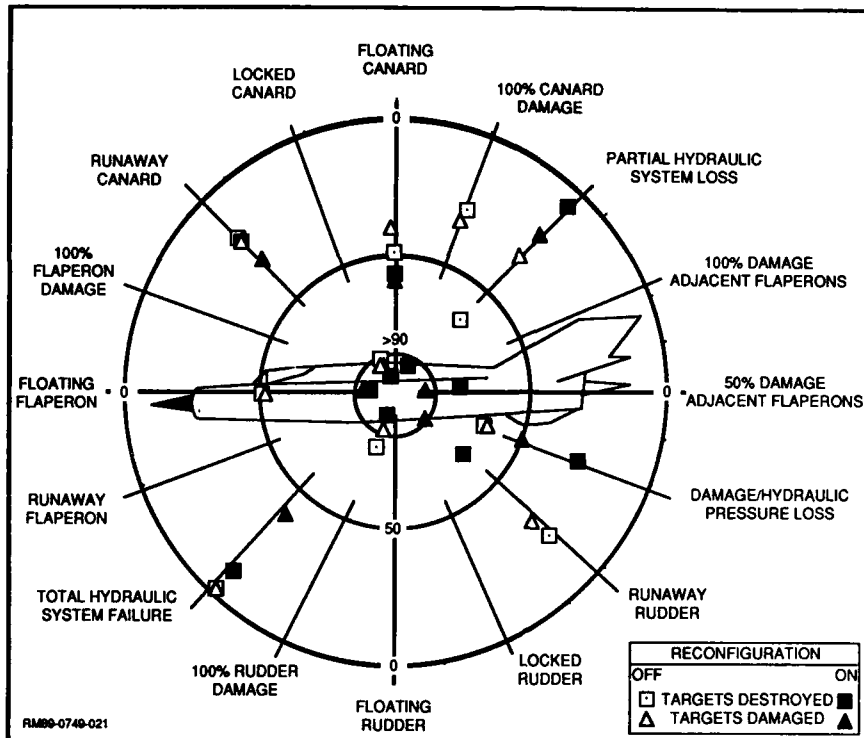 FLOATING
CANARD
LOCKED
CANARD
100% CANARD
DAMAGE
RUNAWAY
CANARD
PARTIAL HYDRAULIC
SYSTEM LOSS
100%
FLAPERON
DAMAGE
100% DAMAGE
ADJACENT FLAPERONS
FLOATING
FLAPERON
50% DAMAGE
ADJACENT FLAPERONS
RUNAWAY
FLAPERON
DAMAGE/HYDRAULIC
PRESSURE LOSS
TOTAL HYDRAULIC
SYSTEM FAILURE
RUNAWAY
RUDDER
100% RUDDER
DAMAGE
LOCKED
RUDDER
FLOATING
RUDDER
0
>90
0
0
50
0
RECONFIGURATION
OFF ON
TARGETS DESTROYED
TARGETS DAMAGED
RM89-0749-021